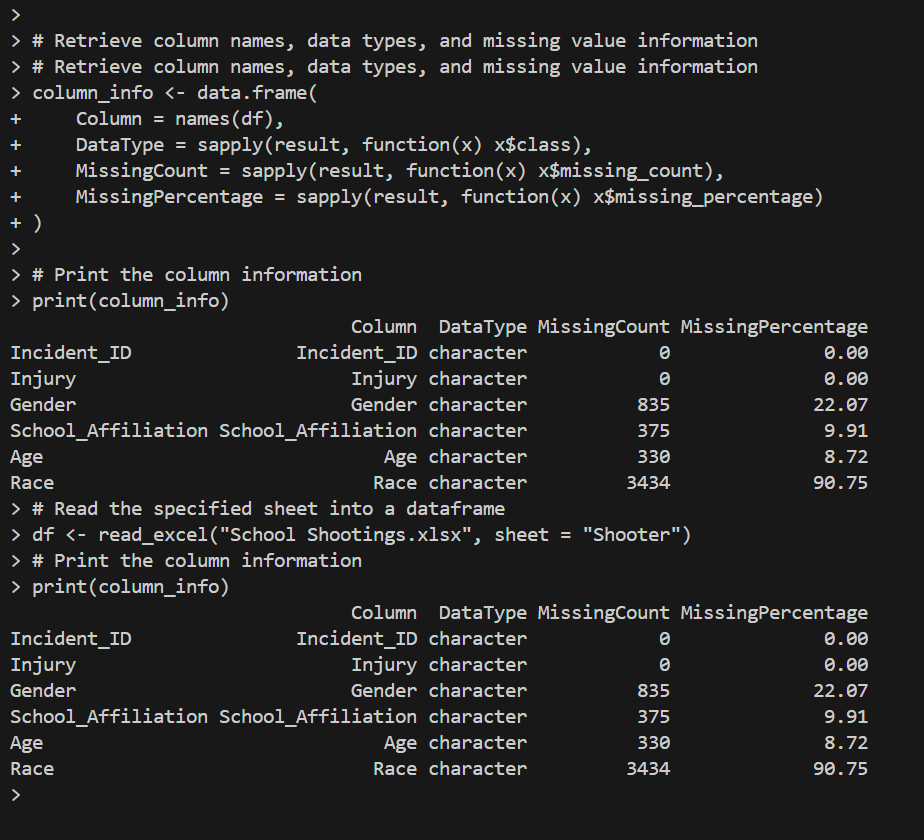 >
> # Retrieve column names, data types, and missing value information
> # Retrieve column names, data types, and missing value information
> column_info <- data.frame(
+     Column = names(df),
+     DataType = sapply(result, function(x) x$class),
+     MissingCount = sapply(result, function(x) x$missing_count),
+     MissingPercentage = sapply(result, function(x) x$missing_percentage)
+ )
>
> # Print the column information
> print(column_info)
                               Column  DataType MissingCount MissingPercentage
Incident_ID               Incident_ID character            0              0.00
Injury                         Injury character            0              0.00
Gender                         Gender character          835             22.07
School_Affiliation School_Affiliation character          375              9.91
Age                               Age character          330              8.72
Race                             Race character         3434             90.75
> # Read the specified sheet into a dataframe
> df <- read_excel("School Shootings.xlsx", sheet = "Shooter")
> # Print the column information
> print(column_info)
                               Column  DataType MissingCount MissingPercentage
Incident_ID               Incident_ID character            0              0.00
Injury                         Injury character            0              0.00
Gender                         Gender character          835             22.07
School_Affiliation School_Affiliation character          375              9.91
Age                               Age character          330              8.72
Race                             Race character         3434             90.75
>